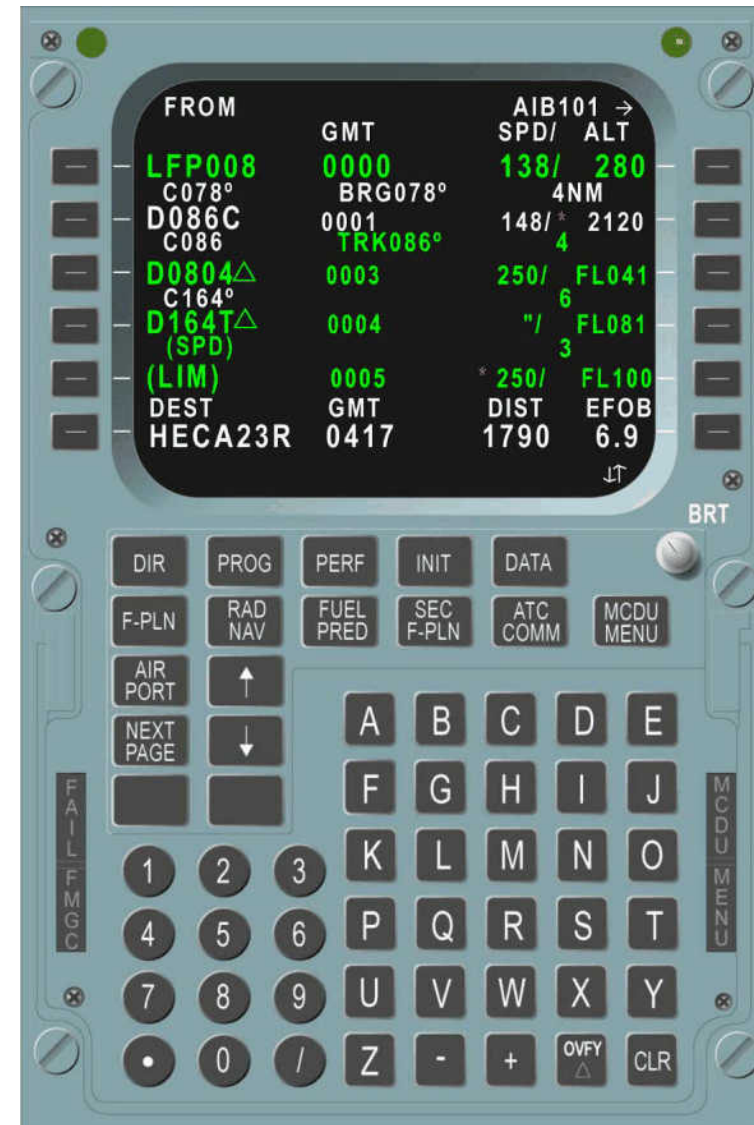 FROM AIB101 →
GMT SPD/ ALT
LFP008 0000 138/ 280
C078º BRG078º 4NM
D086C 0001 148/ * 2120
C086 TRK086º 4
D0804△ 0003 250/ FL041
C164º 6
D164T△ 0004 "/ FL081
(SPD) 3
(LIM) 0005 * 250/ FL100
DEST GMT DIST EFOB
HECA23R 0417 1790 6.9
↓↑
BRT
DIR PROG PERF INIT DATA
F-PLN RAD NAV FUEL PRED SEC F-PLN ATC COMM MCDU MENU
AIR PORT ↑
NEXT PAGE ↓
A B C D E
F G H I J
K L M N O
P Q R S T
U V W X Y
Z - + OVFY △ CLR
1 2 3
4 5 6
7 8 9
• 0 /
FAIL FMGC
MCDU MENU